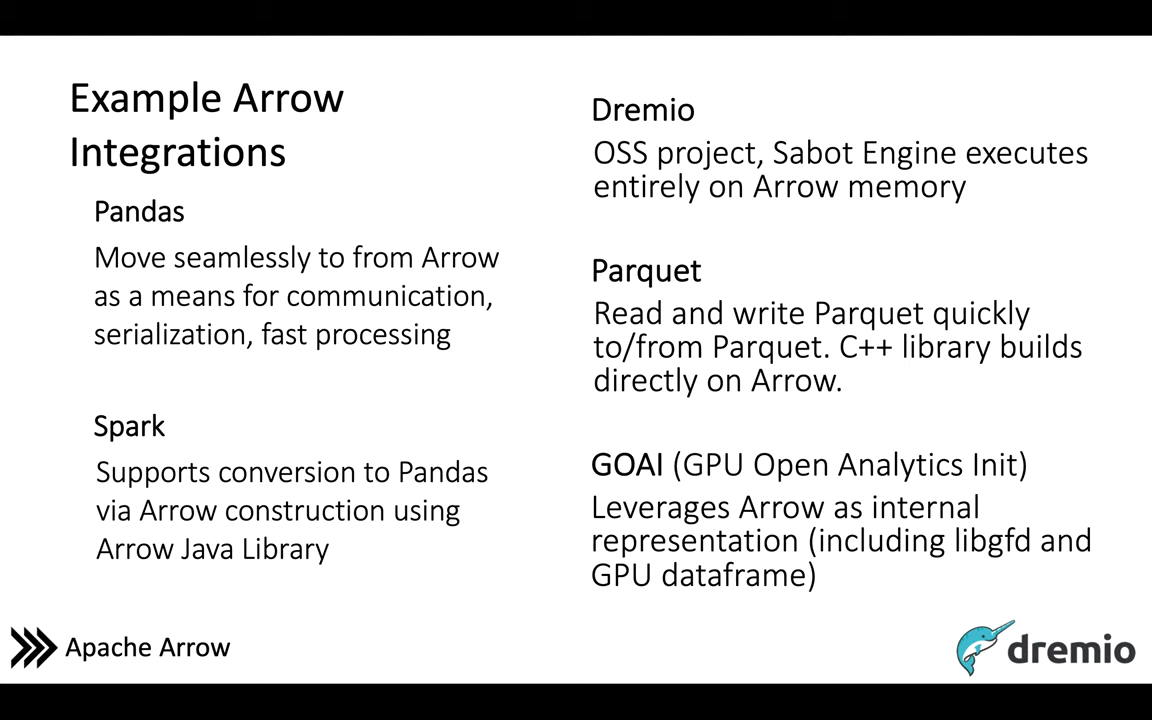 Example Arrow
Integrations
Pandas
Move seamlessly to from Arrow
as a means for communication,
serialization, fast processing
Spark
Supports conversion to Pandas
via Arrow construction using
Arrow Java Library
Dremio
OSS project, Sabot Engine executes
entirely on Arrow memory
Parquet
Read and write Parquet quickly
to/from Parquet. C++ library builds
directly on Arrow.
GOAI (GPU Open Analytics Init)
Leverages Arrow as internal
representation (including libgfd and
GPU dataframe)
Apache Arrow
dremio